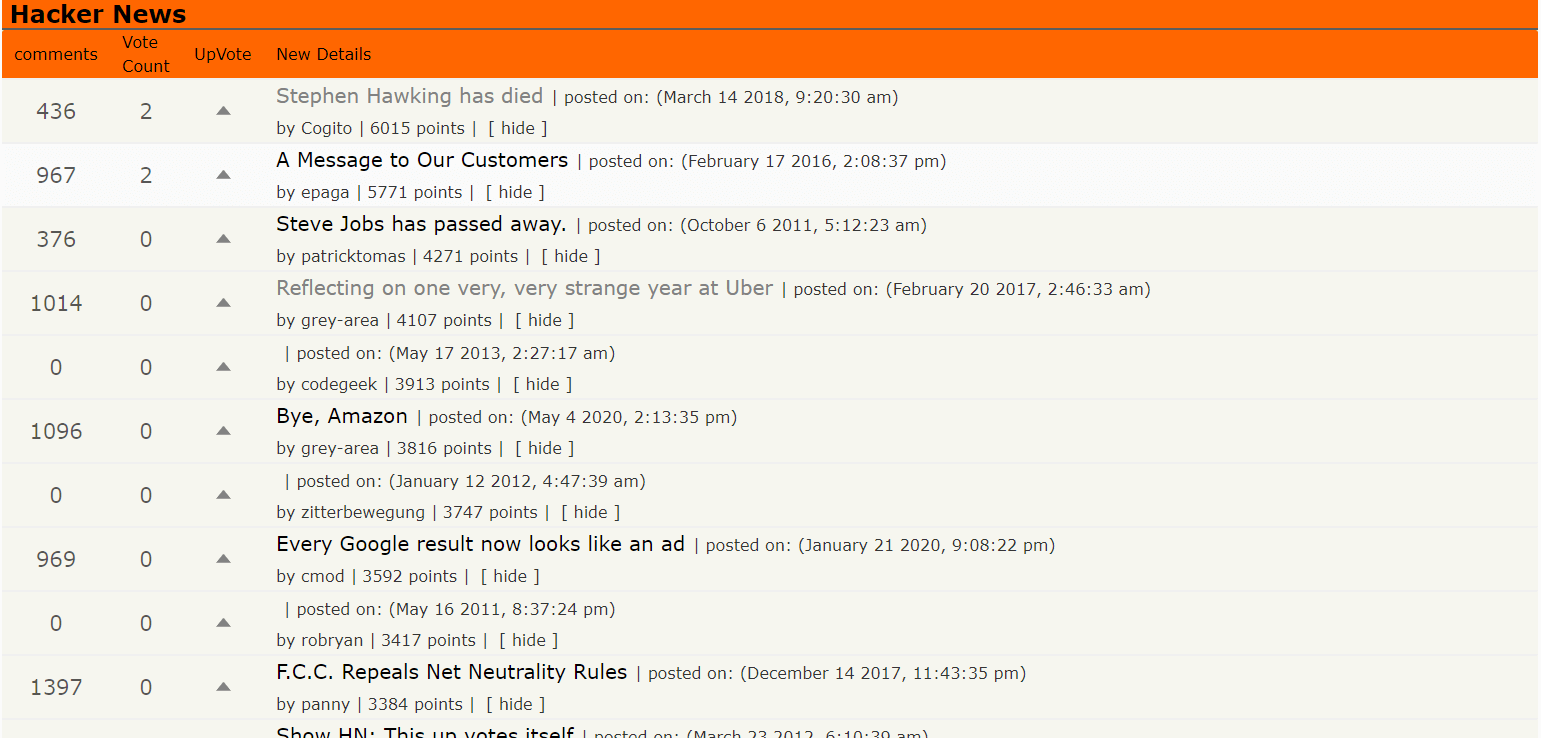 Hacker News
comments Vote Count UpVote New Details
436 2 ▲ Stephen Hawking has died | posted on: (March 14 2018, 9:20:30 am)
by Cogito | 6015 points | [ hide ]
967 2 ▲ A Message to Our Customers | posted on: (February 17 2016, 2:08:37 pm)
by epaga | 5771 points | [ hide ]
376 0 ▲ Steve Jobs has passed away. | posted on: (October 6 2011, 5:12:23 am)
by patricktomas | 4271 points | [ hide ]
1014 0 ▲ Reflecting on one very, very strange year at Uber | posted on: (February 20 2017, 2:46:33 am)
by grey-area | 4107 points | [ hide ]
0 0 ▲ | posted on: (May 17 2013, 2:27:17 am)
by codegeek | 3913 points | [ hide ]
1096 0 ▲ Bye, Amazon | posted on: (May 4 2020, 2:13:35 pm)
by grey-area | 3816 points | [ hide ]
0 0 ▲ | posted on: (January 12 2012, 4:47:39 am)
by zitterbewegung | 3747 points | [ hide ]
969 0 ▲ Every Google result now looks like an ad | posted on: (January 21 2020, 9:08:22 pm)
by cmod | 3592 points | [ hide ]
0 0 ▲ | posted on: (May 16 2011, 8:37:24 pm)
by robryan | 3417 points | [ hide ]
1397 0 ▲ F.C.C. Repeals Net Neutrality Rules | posted on: (December 14 2017, 11:43:35 pm)
by panny | 3384 points | [ hide ]
Show HN: This up votes itself | posted on: (March 23 2012, 6:10:39 am)